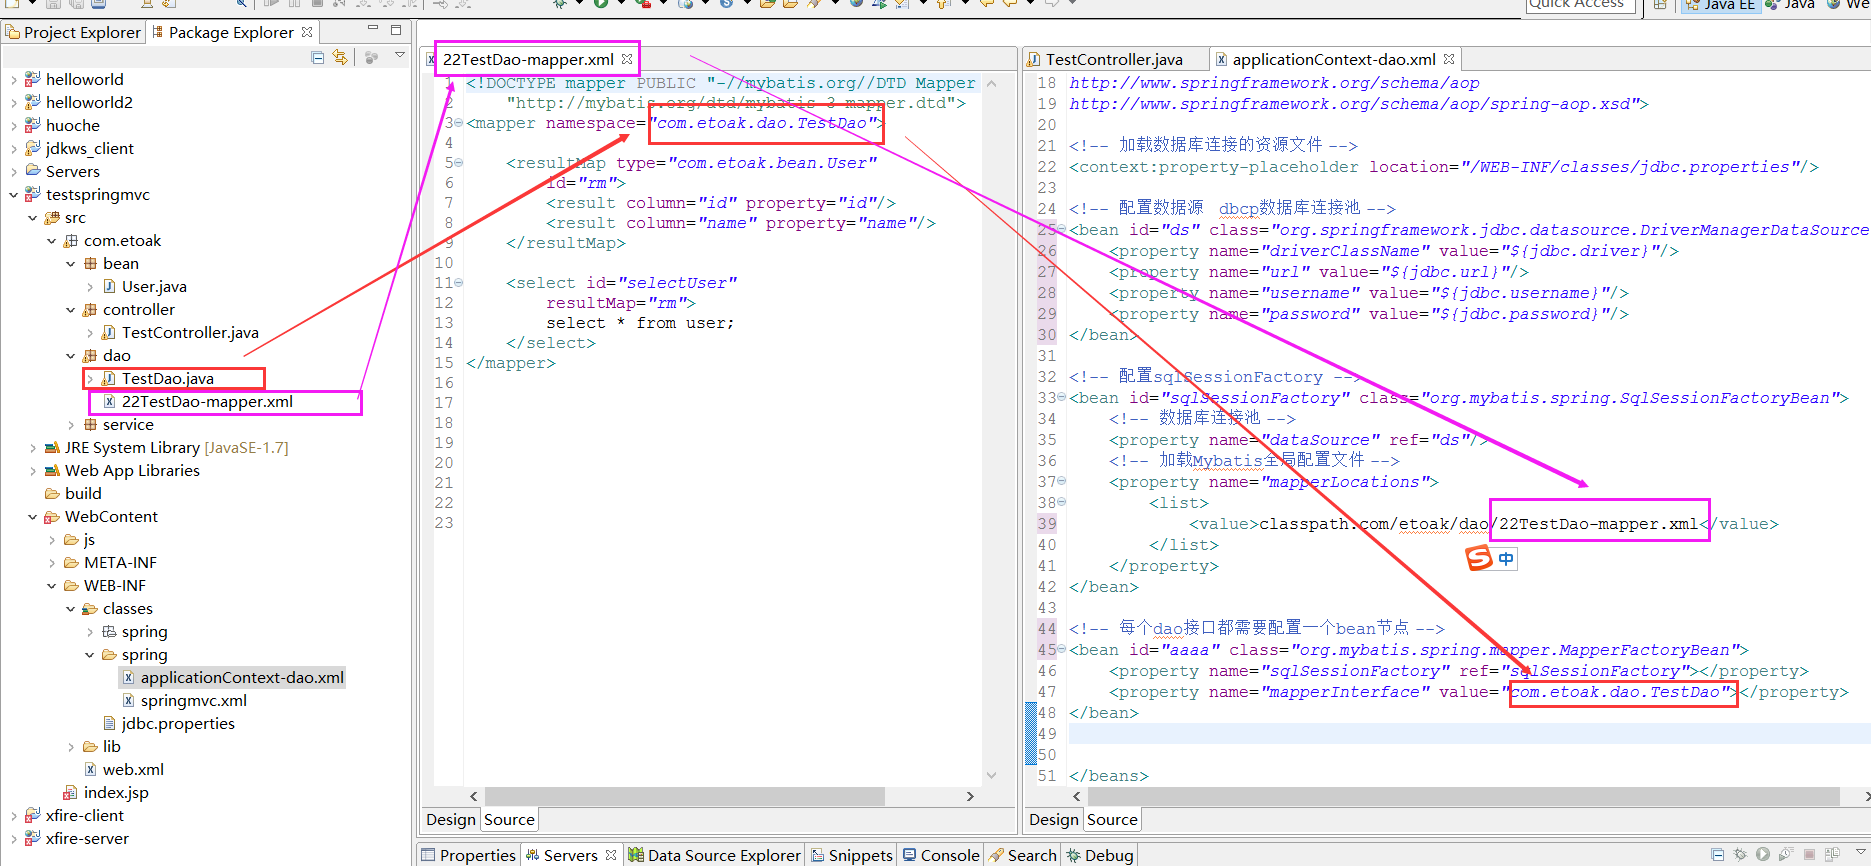 Quick Access
Java EE
Java
We
Project Explorer
Package Explorer
helloworld
helloworld2
huoche
jdkws_client
Servers
testspringmvc
src
com.etoak
bean
User.java
controller
TestController.java
dao
TestDao.java
22TestDao-mapper.xml
service
JRE System Library [JavaSE-1.7]
Web App Libraries
build
WebContent
js
META-INF
WEB-INF
classes
spring
spring
applicationContext-dao.xml
springmvc.xml
jdbc.properties
lib
web.xml
index.jsp
xfire-client
xfire-server
22TestDao-mapper.xml
1 <!DOCTYPE mapper PUBLIC "-//mybatis.org//DTD Mapper
2 "http://mybatis.org/dtd/mybatis-3-mapper.dtd">
3 <mapper namespace="com.etoak.dao.TestDao">
4
5 <resultMap type="com.etoak.bean.User"
6 id="rm">
7 <result column="id" property="id"/>
8 <result column="name" property="name"/>
9 </resultMap>
10
11 <select id="selectUser"
12 resultMap="rm">
13 select * from user;
14 </select>
15 </mapper>
16
17
18
19
20
21
22
23
Design
Source
TestController.java
applicationContext-dao.xml
18 http://www.springframework.org/schema/aop
19 http://www.springframework.org/schema/aop/spring-aop.xsd">
20
21 <!-- 加载数据库连接的资源文件 -->
22 <context:property-placeholder location="/WEB-INF/classes/jdbc.properties"/>
23
24 <!-- 配置数据源 dbcp数据库连接池 -->
25 <bean id="ds" class="org.springframework.jdbc.datasource.DriverManagerDataSource
26 <property name="driverClassName" value="${jdbc.driver}"/>
27 <property name="url" value="${jdbc.url}"/>
28 <property name="username" value="${jdbc.username}"/>
29 <property name="password" value="${jdbc.password}"/>
30 </bean>
31
32 <!-- 配置sqlSessionFactory -->
33 <bean id="sqlSessionFactory" class="org.mybatis.spring.SqlSessionFactoryBean">
34 <!-- 数据库连接池 -->
35 <property name="dataSource" ref="ds"/>
36 <!-- 加载Mybatis全局配置文件 -->
37 <property name="mapperLocations">
38 <list>
39 <value>classpath:com/etoak/dao/22TestDao-mapper.xml</value>
40 </list>
41 </property>
42 </bean>
43
44 <!-- 每个dao接口都需要配置一个bean节点 -->
45 <bean id="aaaa" class="org.mybatis.spring.mapper.MapperFactoryBean">
46 <property name="sqlSessionFactory" ref="sqlSessionFactory"></property>
47 <property name="mapperInterface" value="com.etoak.dao.TestDao"></property>
48 </bean>
49
50
51 </beans>
S 中
Design
Source
Properties
Servers
Data Source Explorer
Snippets
Console
Search
Debug